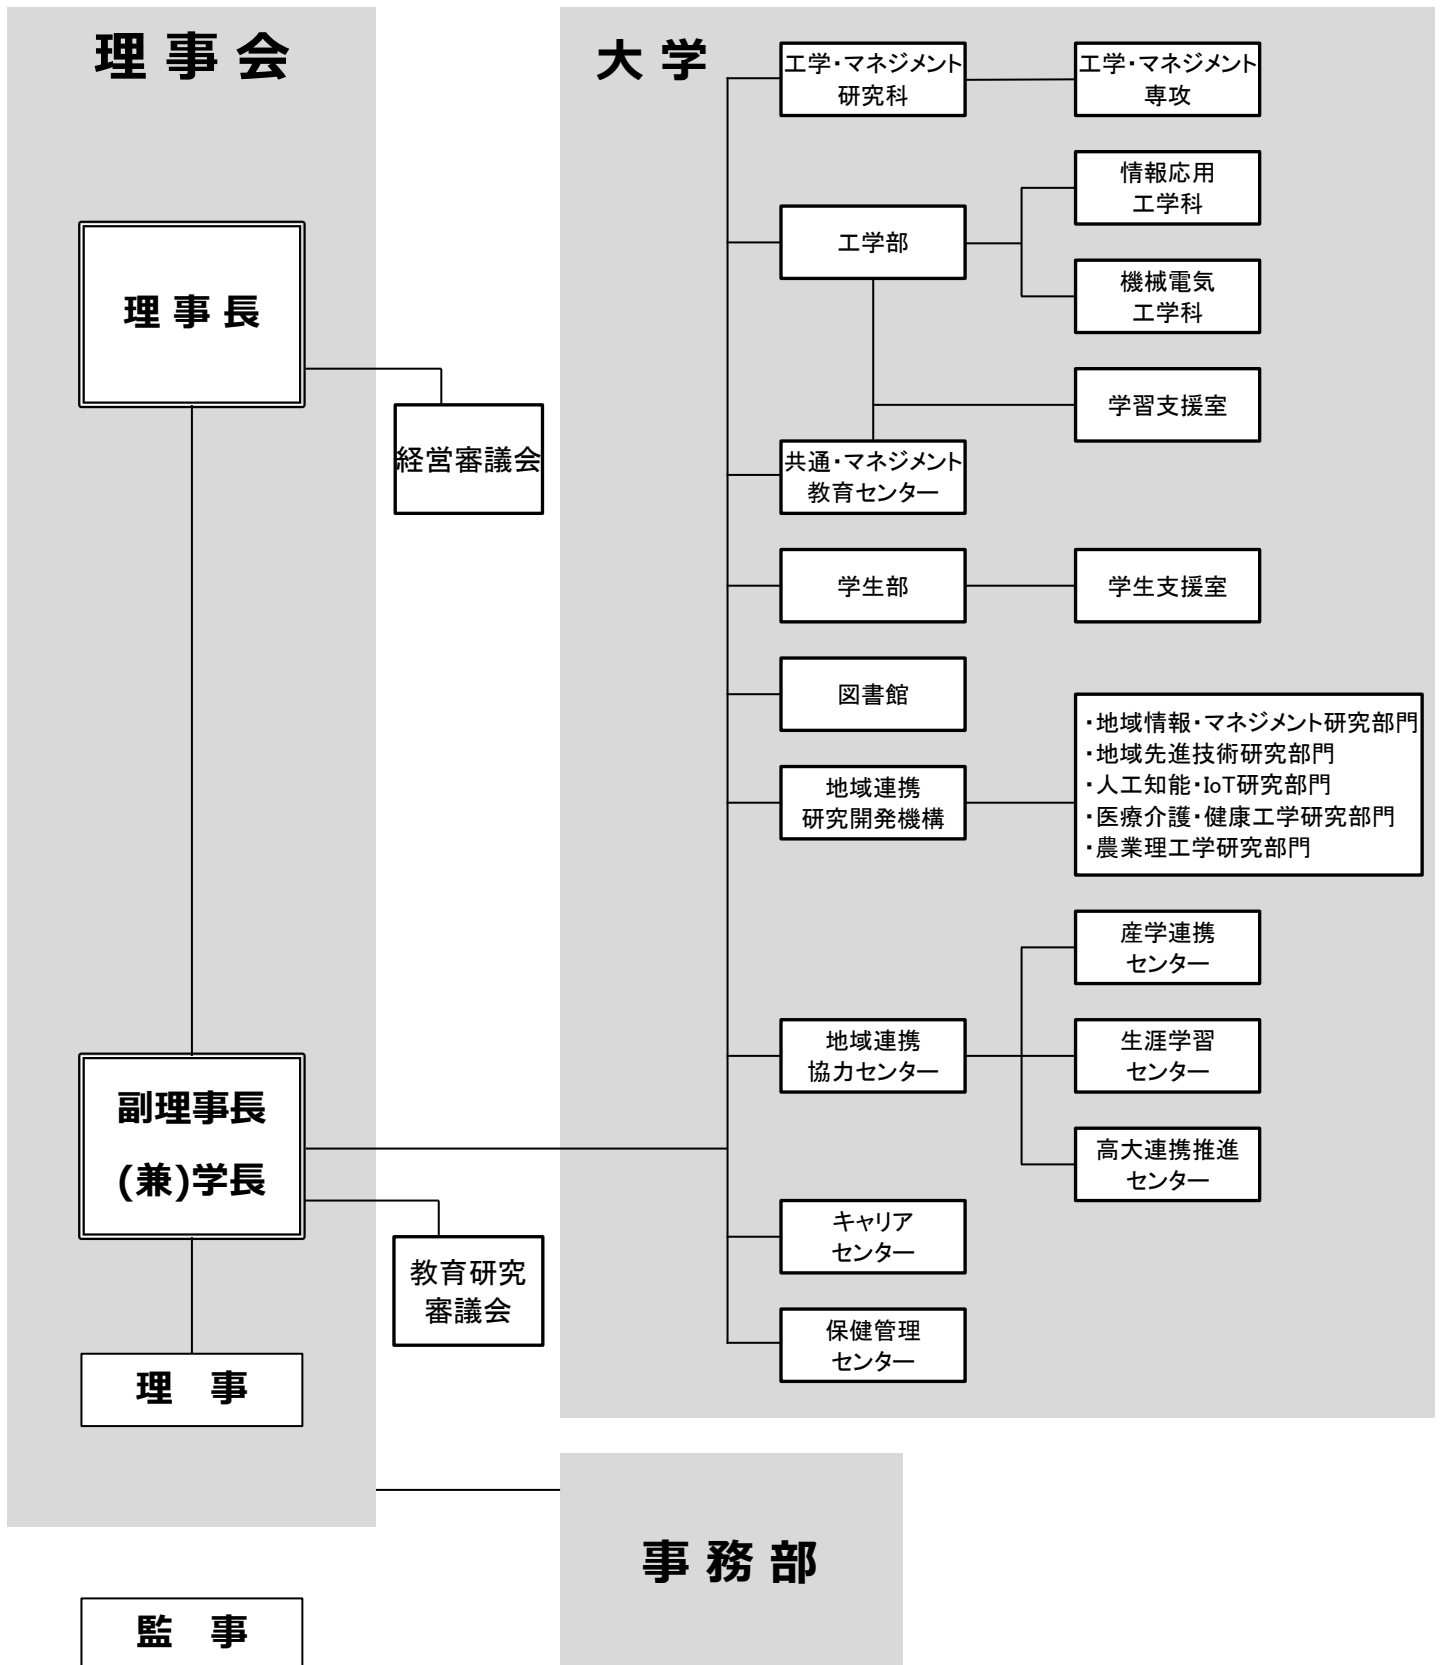 理事会
理事長
経営審議会
副理事長
(兼)学長
教育研究
審議会
理　事
監　事
大学
工学・マネジメント
研究科
工学・マネジメント
専攻
工学部
情報応用
工学科
機械電気
工学科
学習支援室
共通・マネジメント
教育センター
学生部
学生支援室
図書館
地域連携
研究開発機構
・地域情報・マネジメント研究部門
・地域先進技術研究部門
・人工知能・IoT研究部門
・医療介護・健康工学研究部門
・農業理工学研究部門
地域連携
協力センター
産学連携
センター
生涯学習
センター
高大連携推進
センター
キャリア
センター
保健管理
センター
事務部